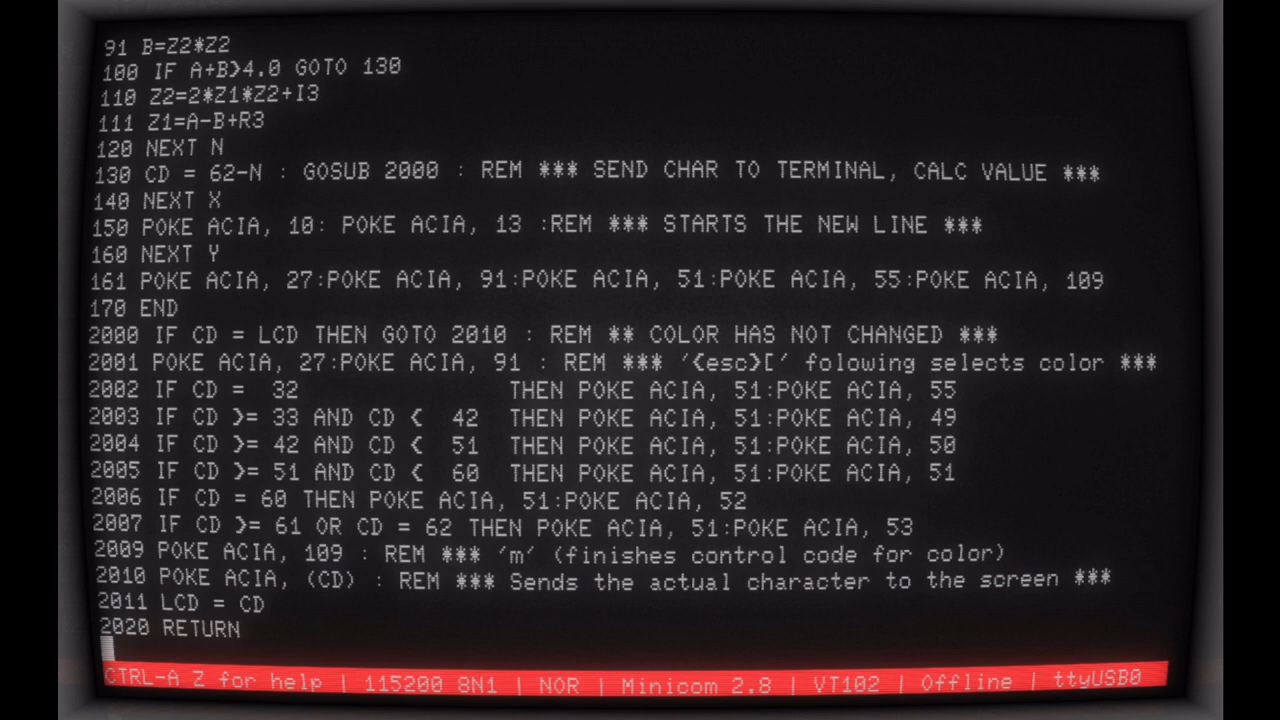 91 B=Z2*Z2
100 IF A+B>4.0 GOTO 130
110 Z2=2*Z1*Z2+I3
111 Z1=A-B+R3
120 NEXT N
130 CD = 62-N : GOSUB 2000 : REM *** SEND CHAR TO TERMINAL, CALC VALUE ***
140 NEXT X
150 POKE ACIA, 10: POKE ACIA, 13 :REM *** STARTS THE NEW LINE ***
160 NEXT Y
161 POKE ACIA, 27:POKE ACIA, 91:POKE ACIA, 51:POKE ACIA, 55:POKE ACIA, 109
170 END
2000 IF CD = LCD THEN GOTO 2010 : REM ** COLOR HAS NOT CHANGED ***
2001 POKE ACIA, 27:POKE ACIA, 91 : REM *** '{esc}[' folowing selects color ***
2002 IF CD =  32                THEN POKE ACIA, 51:POKE ACIA, 55
2003 IF CD >= 33 AND CD <  42  THEN POKE ACIA, 51:POKE ACIA, 49
2004 IF CD >= 42 AND CD <  51  THEN POKE ACIA, 51:POKE ACIA, 50
2005 IF CD >= 51 AND CD <  60  THEN POKE ACIA, 51:POKE ACIA, 51
2006 IF CD = 60 THEN POKE ACIA, 51:POKE ACIA, 52
2007 IF CD >= 61 OR CD = 62 THEN POKE ACIA, 51:POKE ACIA, 53
2009 POKE ACIA, 109 : REM *** 'm' (finishes control code for color)
2010 POKE ACIA, (CD) : REM *** Sends the actual character to the screen ***
2011 LCD = CD
2020 RETURN
CTRL-A Z for help | 115200 8N1 | NOR | Minicom 2.8 | VT102 | Offline | ttyUSB0